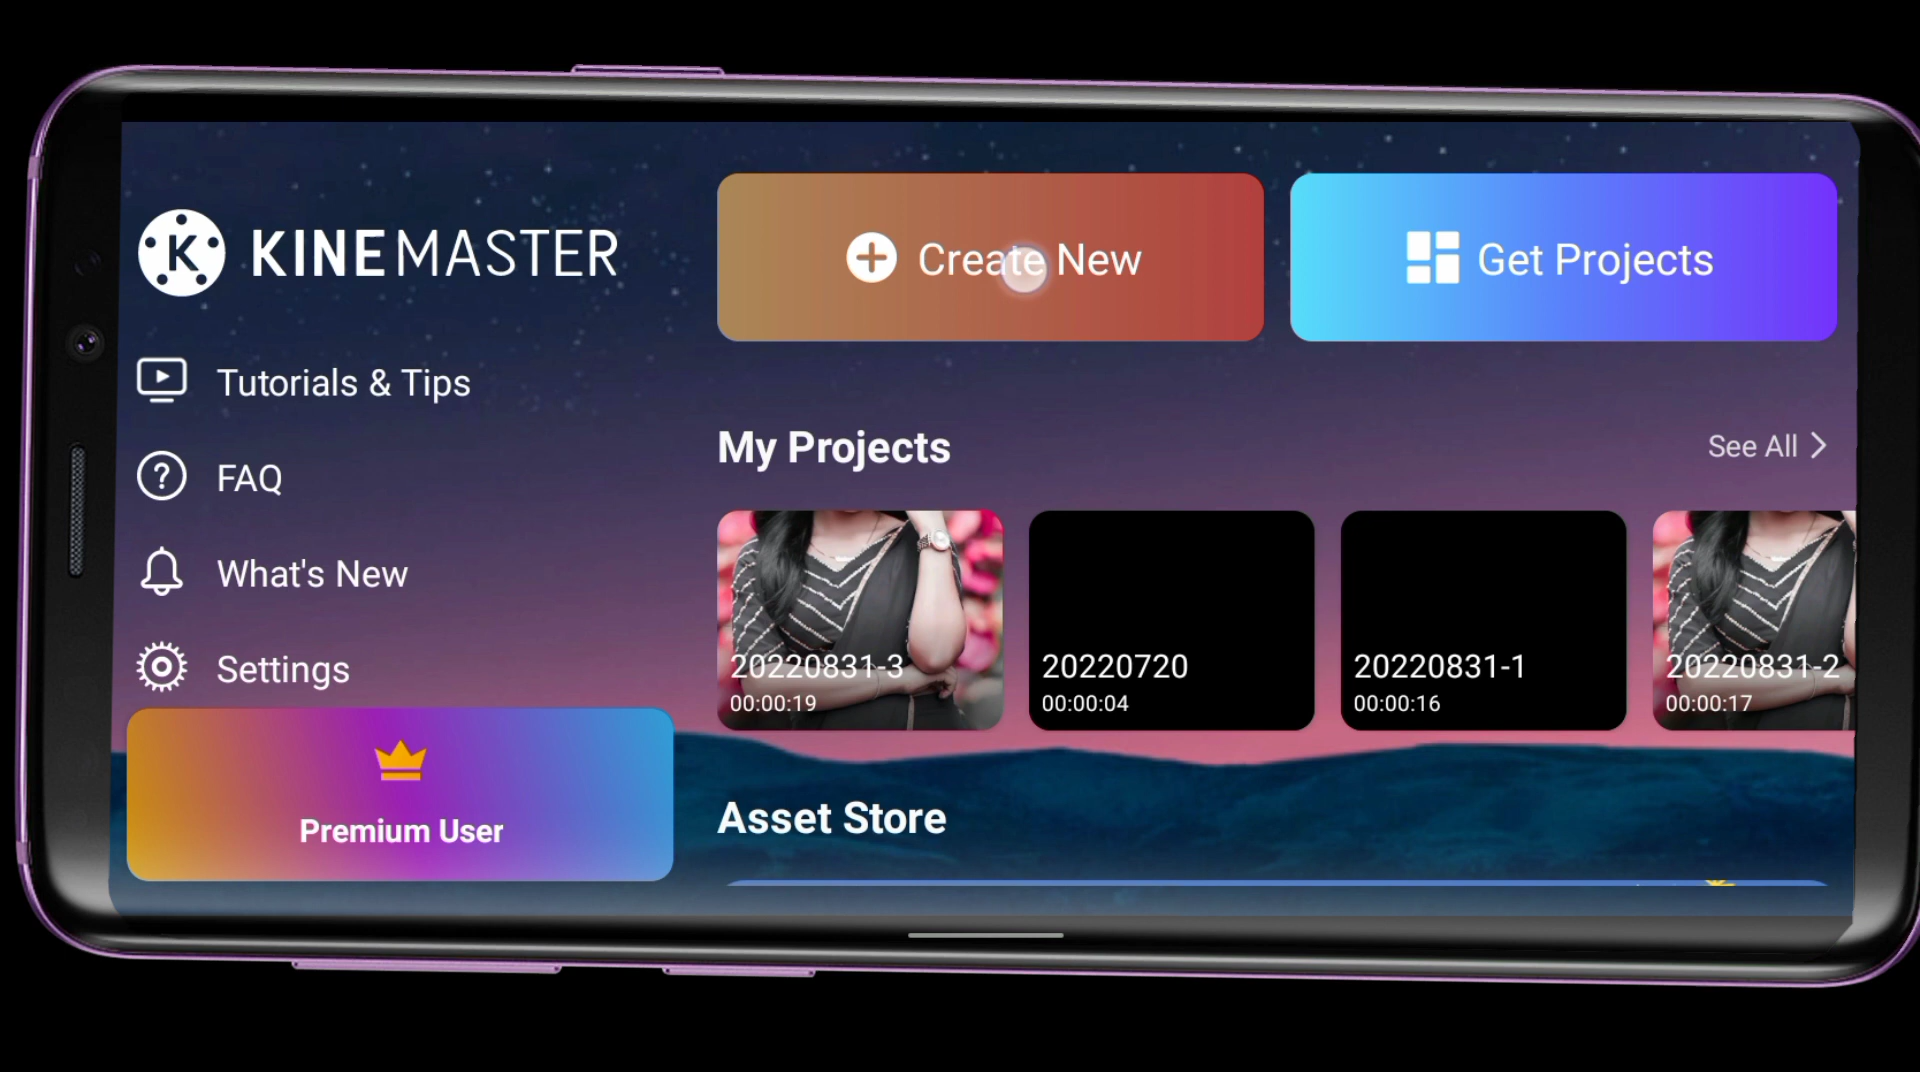 K KINEMASTER
Tutorials & Tips
FAQ
What's New
Settings
Premium User
Create New
Get Projects
My Projects
See All
20220831-3
00:00:19
20220720
00:00:04
20220831-1
00:00:16
20220831-2
00:00:17
Asset Store